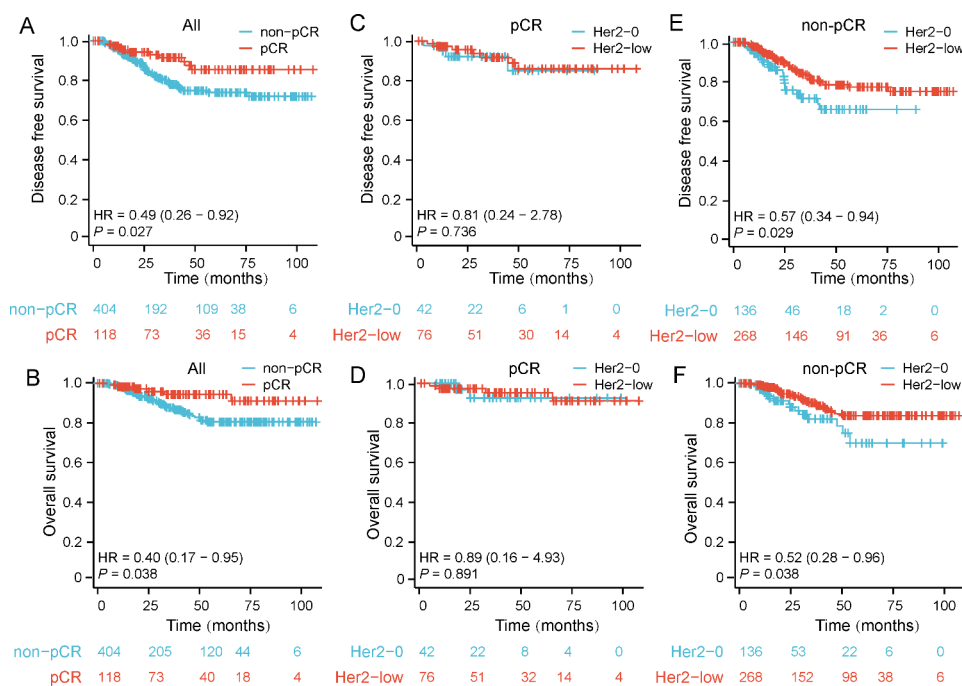 A
All
non-pCR
pCR
Disease free survival
1.0
0.8
0.6
0.4
0.2
0
HR = 0.49 (0.26 – 0.92)
P = 0.027
0 25 50 75 100
Time (months)
non-pCR 404 192 109 38 6
pCR 118 73 36 15 4
C
pCR
Her2-0
Her2-low
Disease free survival
1.0
0.8
0.6
0.4
0.2
0
HR = 0.81 (0.24 – 2.78)
P = 0.736
0 25 50 75 100
Time (months)
Her2-0 42 22 6 1 0
Her2-low 76 51 30 14 4
E
non-pCR
Her2-0
Her2-low
Disease free survival
1.0
0.8
0.6
0.4
0.2
0
HR = 0.57 (0.34 – 0.94)
P = 0.029
0 25 50 75 100
Time (months)
Her2-0 136 46 18 2 0
Her2-low 268 146 91 36 6
B
All
non-pCR
pCR
Overall survival
1.0
0.8
0.6
0.4
0.2
0
HR = 0.40 (0.17 – 0.95)
P = 0.038
0 25 50 75 100
Time (months)
non-pCR 404 205 120 44 6
pCR 118 73 40 18 4
D
pCR
Her2-0
Her2-low
Overall survival
1.0
0.8
0.6
0.4
0.2
0
HR = 0.89 (0.16 – 4.93)
P = 0.891
0 25 50 75 100
Time (months)
Her2-0 42 22 8 4 0
Her2-low 76 51 32 14 4
F
non-pCR
Her2-0
Her2-low
Overall survival
1.0
0.8
0.6
0.4
0.2
0
HR = 0.52 (0.28 – 0.96)
P = 0.038
0 25 50 75 100
Time (months)
Her2-0 136 53 22 6 0
Her2-low 268 152 98 38 6